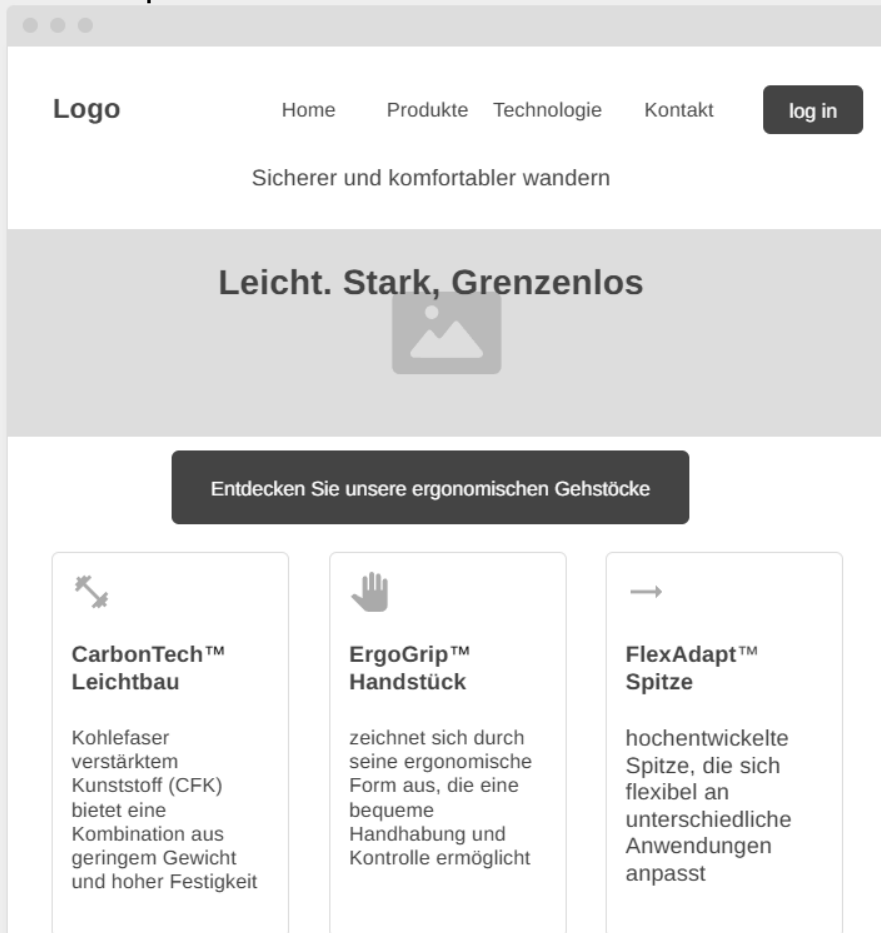 Logo
Home Produkte Technologie Kontakt log in
Sicherer und komfortabler wandern
Leicht. Stark, Grenzenlos
Entdecken Sie unsere ergonomischen Gehstöcke
CarbonTech™
Leichtbau
Kohlefaser
verstärktem
Kunststoff (CFK)
bietet eine
Kombination aus
geringem Gewicht
und hoher Festigkeit
ErgoGrip™
Handstück
zeichnet sich durch
seine ergonomische
Form aus, die eine
bequeme
Handhabung und
Kontrolle ermöglicht
FlexAdapt™
Spitze
hochentwickelte
Spitze, die sich
flexibel an
unterschiedliche
Anwendungen
anpasst